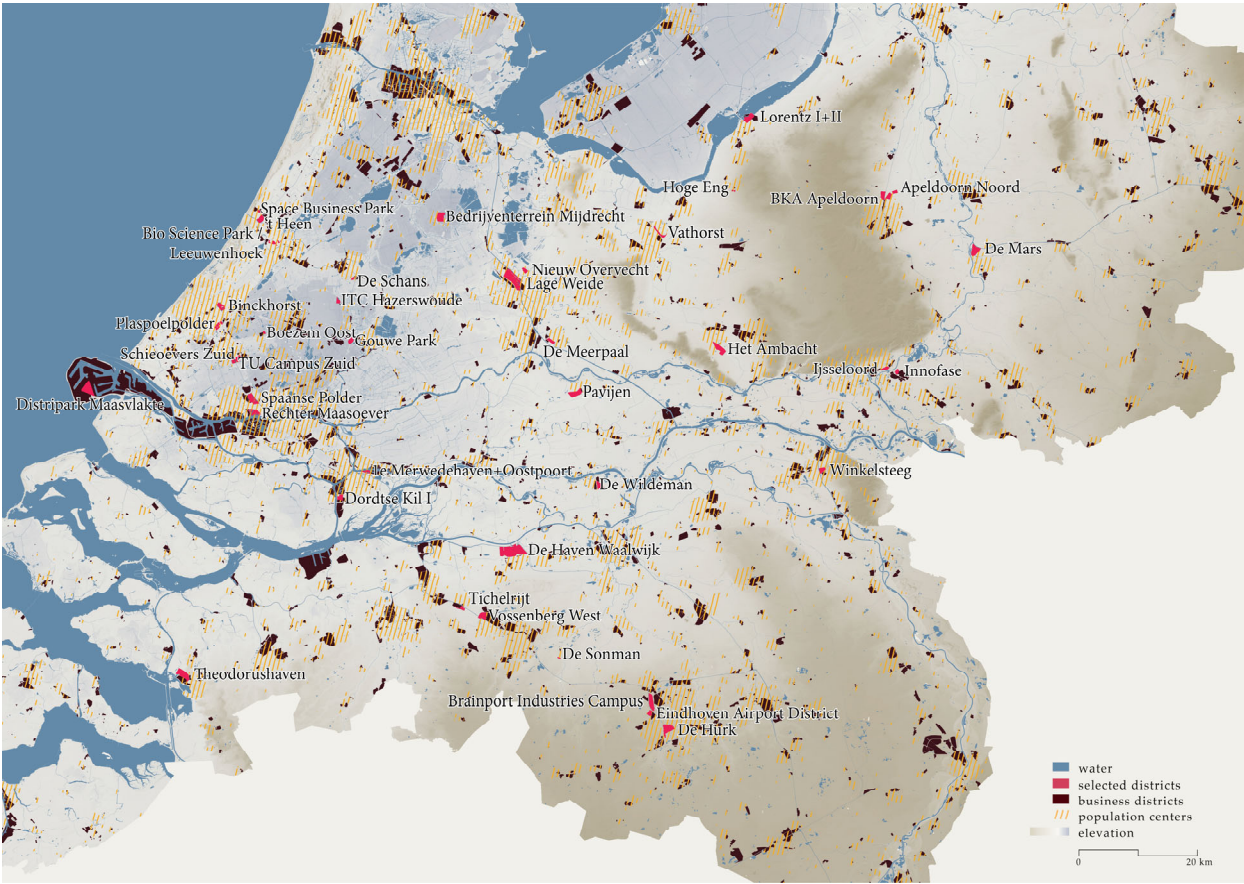 Lorentz I+II
Hoge Eng
Apeldoorn Noord
BKA Apeldoorn
Space Business Park
't Heen
Bedrijventerrein Mijdrecht
Bio Science Park /
Leeuwenhoek
Vathorst
De Mars
Nieuw Overvecht
De Schans
Lage Weide
ITC Hazerswoude
Binckhorst
Plaspoelpolder
Boezem Oost
Gouwe Park
Schieoevers Zuid
TU Campus Zuid
De Meerpaal
Het Ambacht
Ijsseloord
Innofase
Distripark Maasvlakte
Spaanse Polder
Rechter Maasoever
Pavijen
1e Merwedehaven+Oostpoort
Winkelsteeg
De Wildeman
Dordtse Kil I
De Haven Waalwijk
Tichelrijt
Vossenberg West
De Sonman
Theodorushaven
Brainport Industries Campus
Eindhoven Airport District
De Hurk
water
selected districts
business districts
population centers
elevation
0 20 km